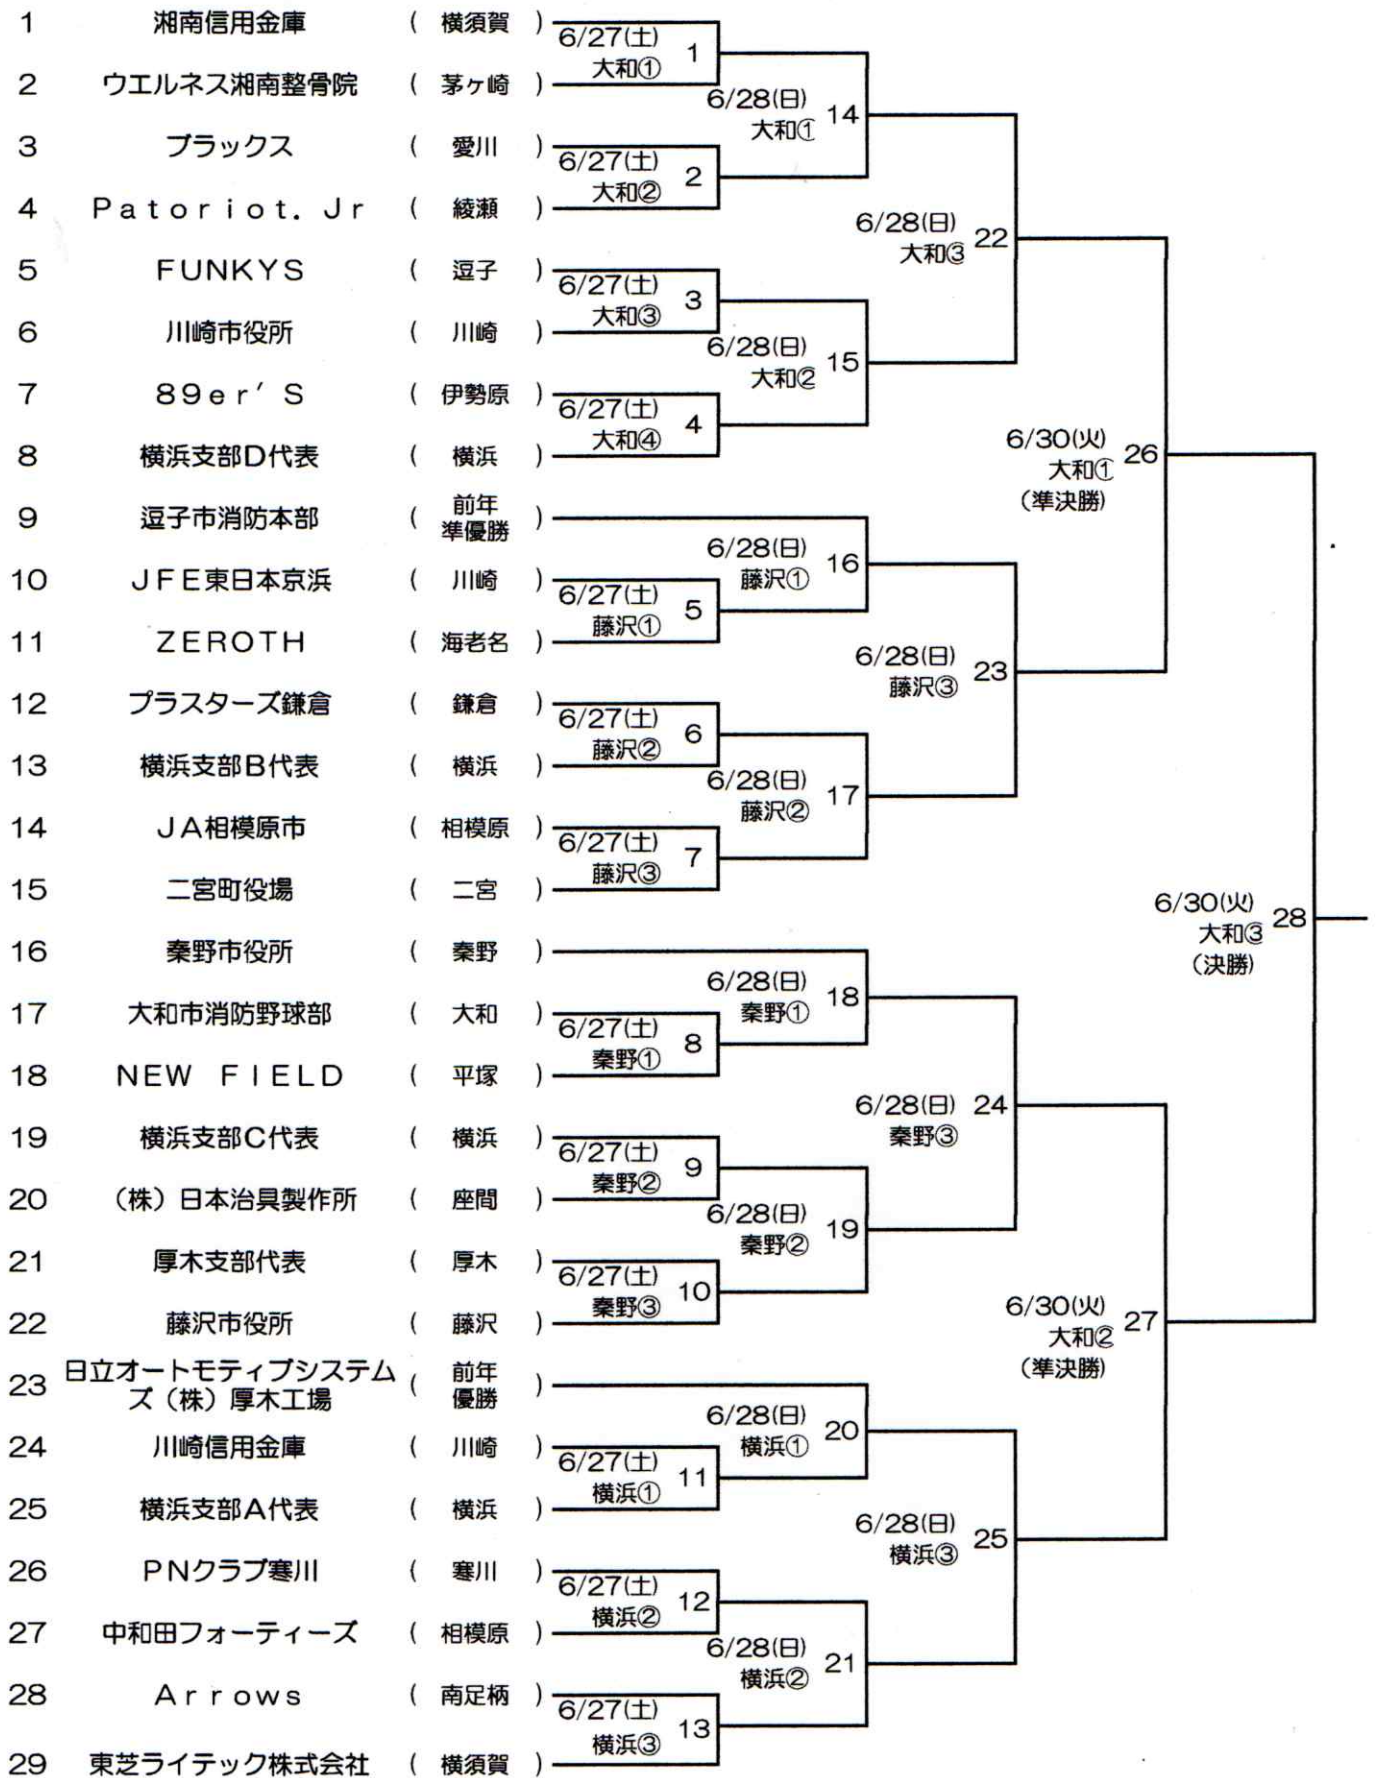 1 湘南信用金庫 ( 横須賀 )
6/27(土) 1
大和①
2 ウエルネス湘南整骨院 ( 茅ヶ崎 )
6/28(日) 14
大和①
3 ブラックス ( 愛川 )
6/27(土) 2
大和②
4 Patoriot. Jr ( 綾瀬 )
6/28(日) 22
大和③
5 FUNKYS ( 逗子 )
6/27(土) 3
大和③
6 川崎市役所 ( 川崎 )
6/28(日) 15
大和②
7 89er'S ( 伊勢原 )
6/27(土) 4
大和④
8 横浜支部D代表 ( 横浜 )
6/30(火) 26
大和①
(準決勝)
9 逗子市消防本部 ( 前年
準優勝 )
6/28(日) 16
藤沢①
10 JFE東日本京浜 ( 川崎 )
6/27(土) 5
藤沢①
11 ZEROTH ( 海老名 )
6/28(日) 23
藤沢③
12 プラスターズ鎌倉 ( 鎌倉 )
6/27(土) 6
藤沢②
13 横浜支部B代表 ( 横浜 )
6/28(日) 17
藤沢②
14 JA相模原市 ( 相模原 )
6/27(土) 7
藤沢③
15 二宮町役場 ( 二宮 )
6/30(火) 28
大和③
(決勝)
16 秦野市役所 ( 秦野 )
6/28(日) 18
秦野①
17 大和市消防野球部 ( 大和 )
6/27(土) 8
秦野①
18 NEW FIELD ( 平塚 )
6/28(日) 24
秦野③
19 横浜支部C代表 ( 横浜 )
6/27(土) 9
秦野②
20 (株)日本治具製作所 ( 座間 )
6/28(日) 19
秦野②
21 厚木支部代表 ( 厚木 )
6/27(土) 10
秦野③
22 藤沢市役所 ( 藤沢 )
6/30(火) 27
大和②
(準決勝)
23 日立オートモティブシステム
ズ(株)厚木工場 ( 前年
優勝 )
6/28(日) 20
横浜①
24 川崎信用金庫 ( 川崎 )
6/27(土) 11
横浜①
25 横浜支部A代表 ( 横浜 )
6/28(日) 25
横浜③
26 PNクラブ寒川 ( 寒川 )
6/27(土) 12
横浜②
27 中和田フォーティーズ ( 相模原 )
6/28(日) 21
横浜②
28 Arrows ( 南足柄 )
6/27(土) 13
横浜③
29 東芝ライテック株式会社 ( 横須賀 )